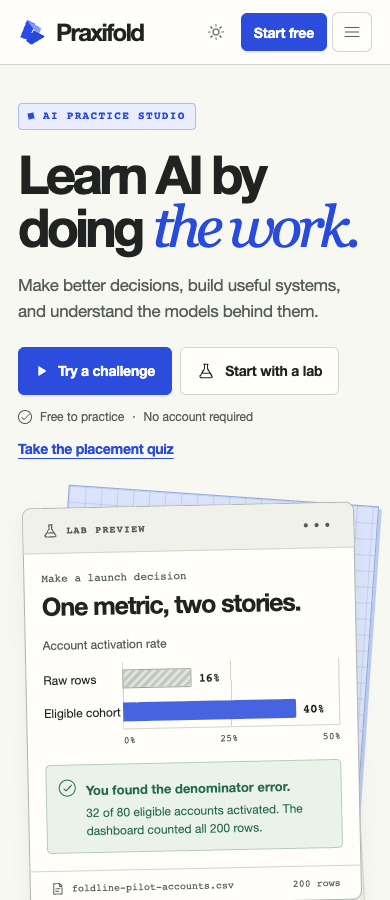 Praxifold
Start free
AI PRACTICE STUDIO
Learn AI by
doing the work.
Make better decisions, build useful systems,
and understand the models behind them.
Try a challenge
Start with a lab
Free to practice · No account required
Take the placement quiz
LAB PREVIEW
Make a launch decision
One metric, two stories.
Account activation rate
Raw rows 16%
Eligible cohort 40%
0% 25% 50%
You found the denominator error.
32 of 80 eligible accounts activated. The
dashboard counted all 200 rows.
foldline-pilot-accounts.csv 200 rows